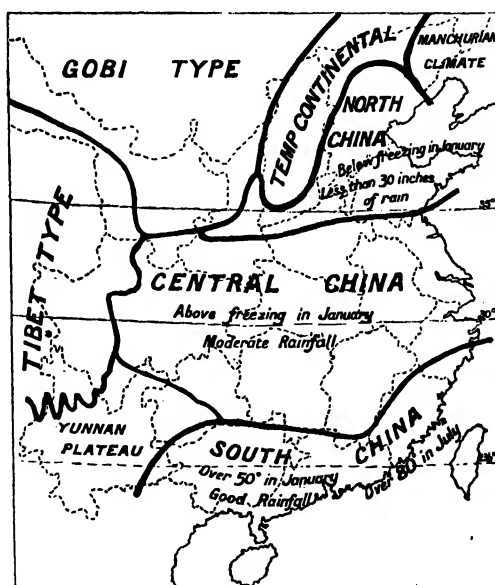 GOBI TYPE
TEMP CONTINENTAL
MANCHURIAN
CLIMATE
NORTH
CHINA
Below freezing in January
Less than 30 inches
of rain
TIBET TYPE
CENTRAL CHINA
Above freezing in January
Moderate Rainfall
YUNNAN
PLATEAU
SOUTH CHINA
Over 50° in January
Good Rainfall
Over 80° in July